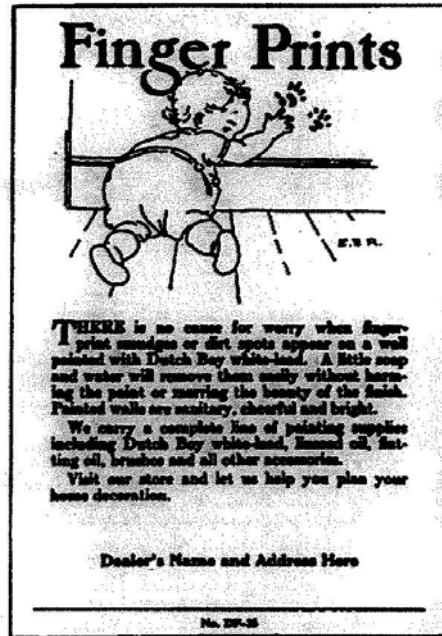 Finger Prints
E.B.R.
THERE is no cause for worry when finger-
print smudges or dirt spots appear on a wall
painted with Dutch Boy white-lead. A little soap
and water will remove them easily without harm-
ing the paint or marring the beauty of the finish.
Painted walls are sanitary, cheerful and bright.
We carry a complete line of painting supplies
including Dutch Boy white-lead, linseed oil, flat-
ting oil, brushes and all other accessories.
Visit our store and let us help you plan your
home decoration.
Dealer's Name and Address Here